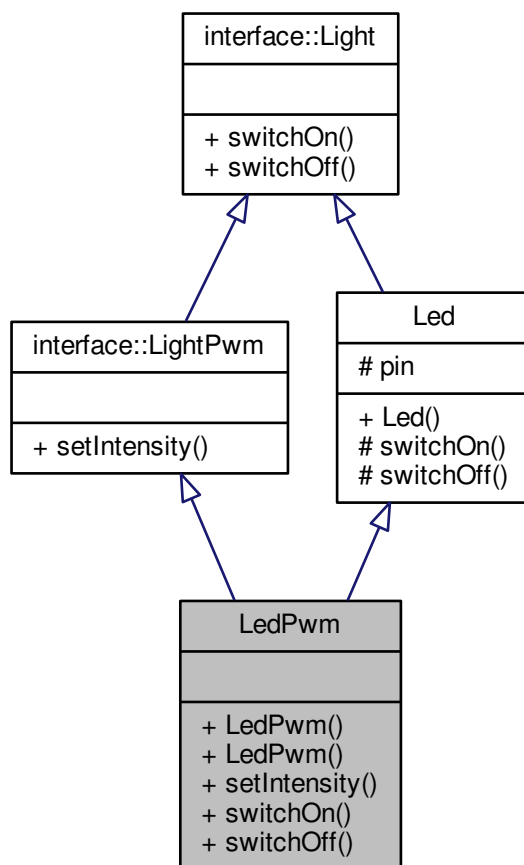 interface::Light
+ switchOn()
+ switchOff()
interface::LightPwm
+ setIntensity()
Led
# pin
+ Led()
# switchOn()
# switchOff()
LedPwm
+ LedPwm()
+ LedPwm()
+ setIntensity()
+ switchOn()
+ switchOff()